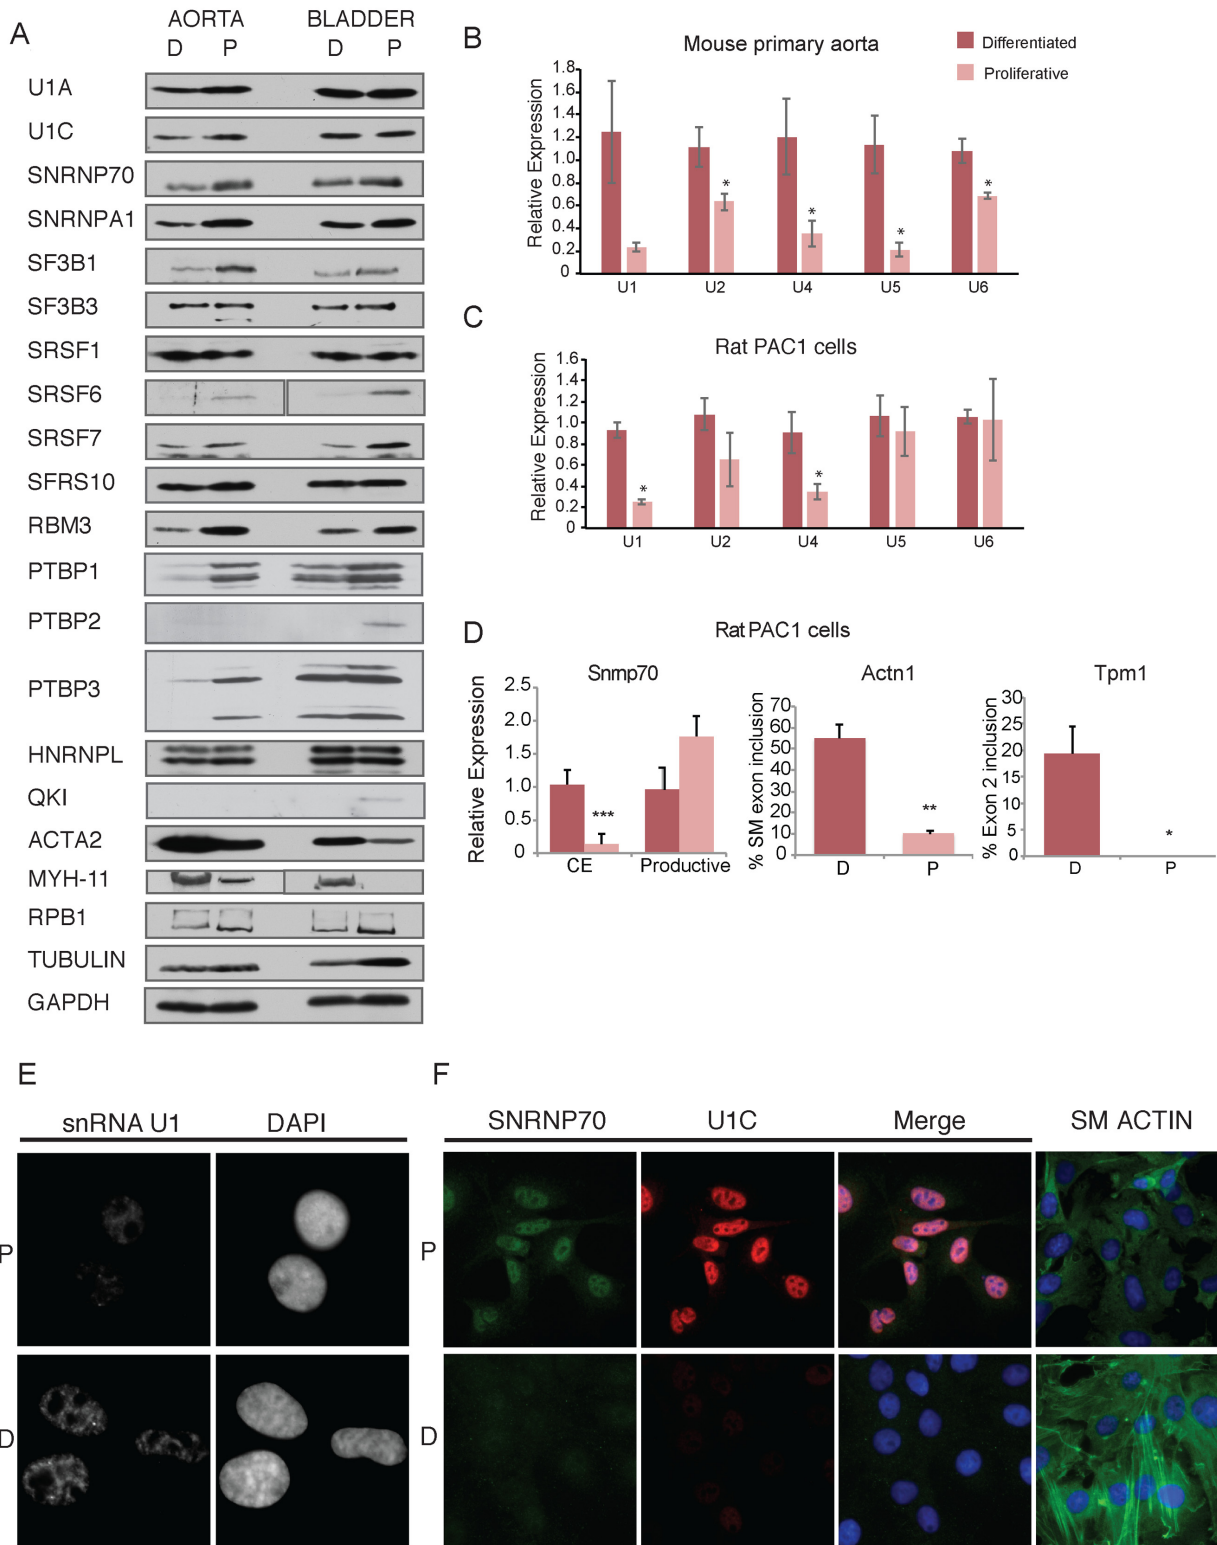 A
AORTA BLADDER
D P D P
U1A
U1C
SNRNP70
SNRNPA1
SF3B1
SF3B3
SRSF1
SRSF6
SRSF7
SFRS10
RBM3
PTBP1
PTBP2
PTBP3
HNRNPL
QKI
ACTA2
MYH-11
RPB1
TUBULIN
GAPDH
B
Mouse primary aorta
Differentiated
Proliferative
Relative Expression
1.8
1.6
1.4
1.2
1.0
0.8
0.6
0.4
0.2
0
* * * *
U1 U2 U4 U5 U6
C
Rat PAC1 cells
Relative Expression
1.6
1.4
1.2
1.0
0.8
0.6
0.4
0.2
0
* *
U1 U2 U4 U5 U6
D
Rat PAC1 cells
Snrnp70
Relative Expression
2.5
2.0
1.5
1.0
0.5
0
***
CE Productive
Actn1
% SM exon inclusion
70
60
50
40
30
20
10
0
**
D P
Tpm1
% Exon 2 inclusion
30
25
20
15
10
5
0
*
D P
E
snRNA U1 DAPI
P
D
F
SNRNP70 U1C Merge SM ACTIN
P
D